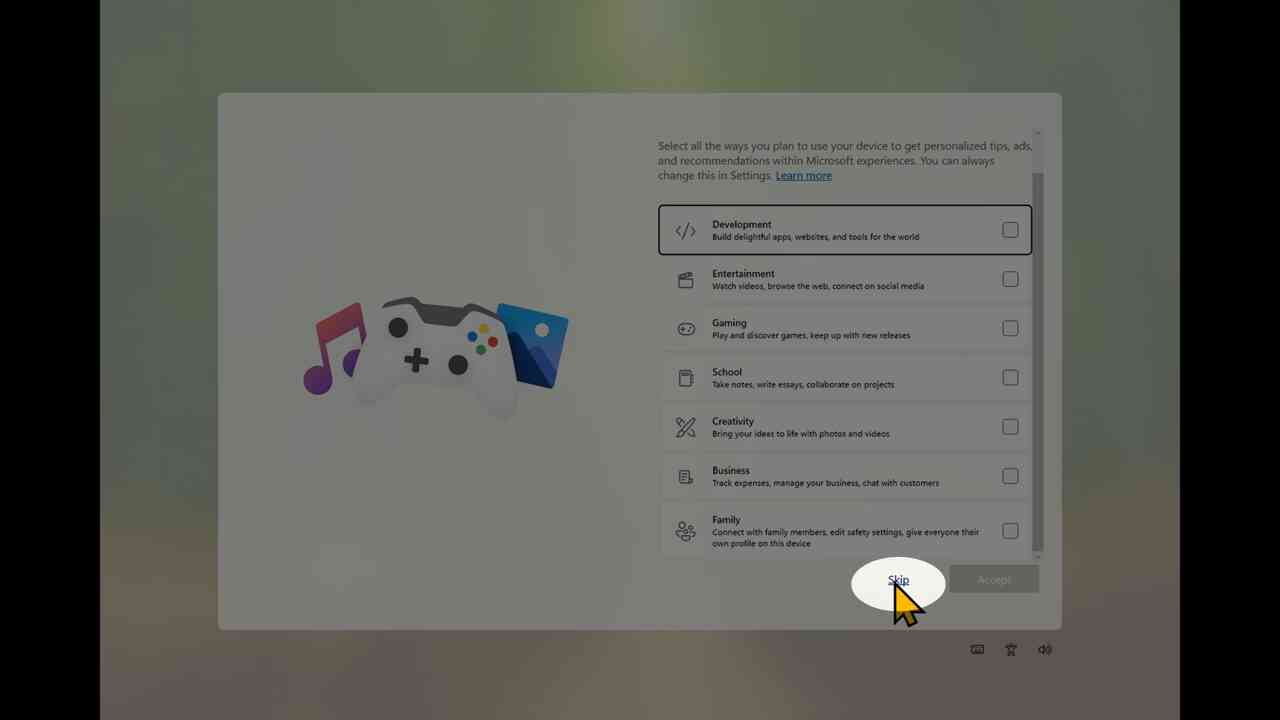 Select all the ways you plan to use your device to get personalized tips, ads,
and recommendations within Microsoft experiences. You can always
change this in Settings. Learn more
Development
Build delightful apps, websites, and tools for the world
Entertainment
Watch videos, browse the web, connect on social media
Gaming
Play and discover games, keep up with new releases
School
Take notes, write essays, collaborate on projects
Creativity
Bring your ideas to life with photos and videos
Business
Track expenses, manage your business, chat with customers
Family
Connect with family members, edit safety settings, give everyone their
own profile on this device
Skip
Accept